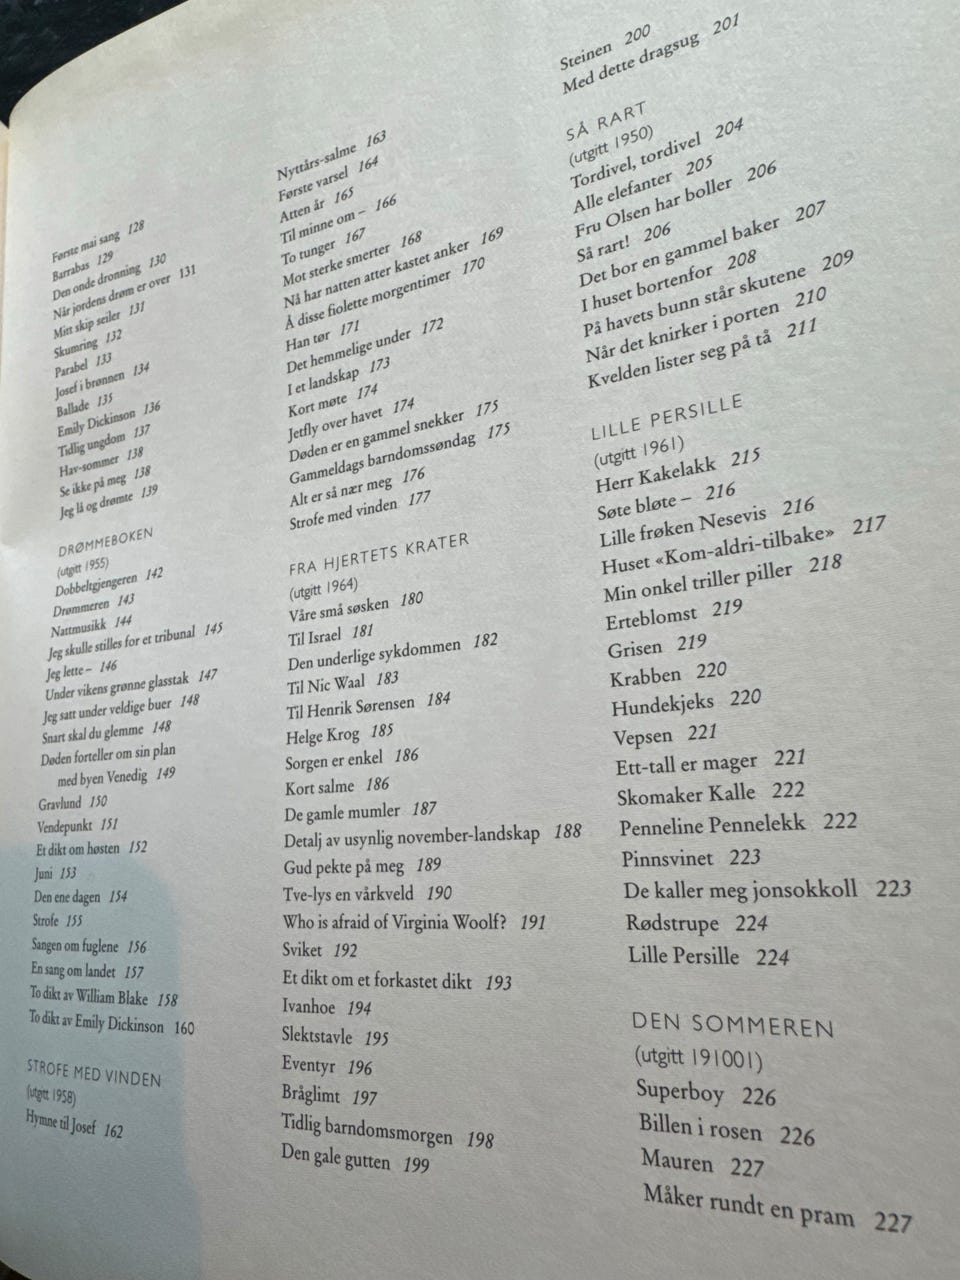 Første mai sang 128
Barrabas 129
Den onde dronning 130
Når jordens drøm er over 131
Mitt skip seiler 131
Skumring 132
Parabel 133
Josef i brønnen 134
Ballade 135
Emily Dickinson 136
Tidlig ungdom 137
Hav-sommer 138
Se ikke på meg 138
Jeg lå og drømte 139
DRØMMEBOKEN
(utgitt 1955)
Dobbeltgjengeren 142
Drømmeren 143
Nattmusikk 144
Jeg skulle stilles for et tribunal 145
Jeg lette – 146
Under vikens grønne glasstak 147
Jeg satt under veldige buer 148
Snart skal du glemme 148
Døden forteller om sin plan
med byen Venedig 149
Gravlund 150
Vendepunkt 151
Et dikt om høsten 152
Juni 153
Den ene dagen 154
Strofe 155
Sangen om fuglene 156
En sang om landet 157
To dikt av William Blake 158
To dikt av Emily Dickinson 160
STROFE MED VINDEN
(utgitt 1958)
Hymne til Josef 162
Nyttårs-salme 163
Første varsel 164
Atten år 165
Til minne om – 166
To tunger 167
Mot sterke smerter 168
Nå har natten atter kastet anker 169
Å disse fiolette morgentimer 170
Han tør 171
Det hemmelige under 172
I et landskap 173
Kort møte 174
Jetfly over havet 174
Døden er en gammel snekker 175
Gammeldags barndomssøndag 175
Alt er så nær meg 176
Strofe med vinden 177
FRA HJERTETS KRATER
(utgitt 1964)
Våre små søsken 180
Til Israel 181
Den underlige sykdommen 182
Til Nic Waal 183
Til Henrik Sørensen 184
Helge Krog 185
Sorgen er enkel 186
Kort salme 186
De gamle mumler 187
Detalj av usynlig november-landskap 188
Gud pekte på meg 189
Tve-lys en vårkveld 190
Who is afraid of Virginia Woolf? 191
Sviket 192
Et dikt om et forkastet dikt 193
Ivanhoe 194
Slektstavle 195
Eventyr 196
Bråglimt 197
Tidlig barndomsmorgen 198
Den gale gutten 199
Steinen 200
Med dette dragsug 201
SÅ RART
(utgitt 1950)
Tordivel, tordivel 204
Alle elefanter 205
Fru Olsen har boller 206
Så rart! 206
Det bor en gammel baker 207
I huset bortenfor 208
På havets bunn står skutene 209
Når det knirker i porten 210
Kvelden lister seg på tå 211
LILLE PERSILLE
(utgitt 1961)
Herr Kakelakk 215
Søte bløte – 216
Lille frøken Nesevis 216
Huset «Kom-aldri-tilbake» 217
Min onkel triller piller 218
Erteblomst 219
Grisen 219
Krabben 220
Hundekjeks 220
Vepsen 221
Ett-tall er mager 221
Skomaker Kalle 222
Penneline Pennelekk 222
Pinnsvinet 223
De kaller meg jonsokkoll 223
Rødstrupe 224
Lille Persille 224
DEN SOMMEREN
(utgitt 191001)
Superboy 226
Billen i rosen 226
Mauren 227
Måker rundt en pram 227